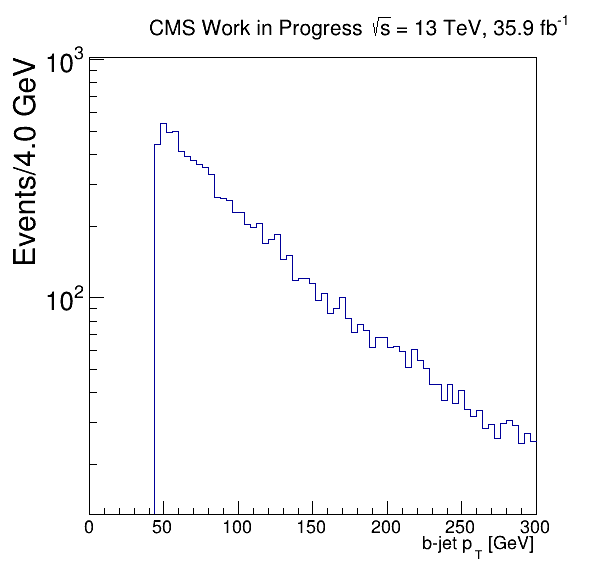 CMS Work in Progress √s = 13 TeV, 35.9 fb⁻¹
Events/4.0 GeV
10³
10²
0 50 100 150 200 250 300
b-jet p_T [GeV]